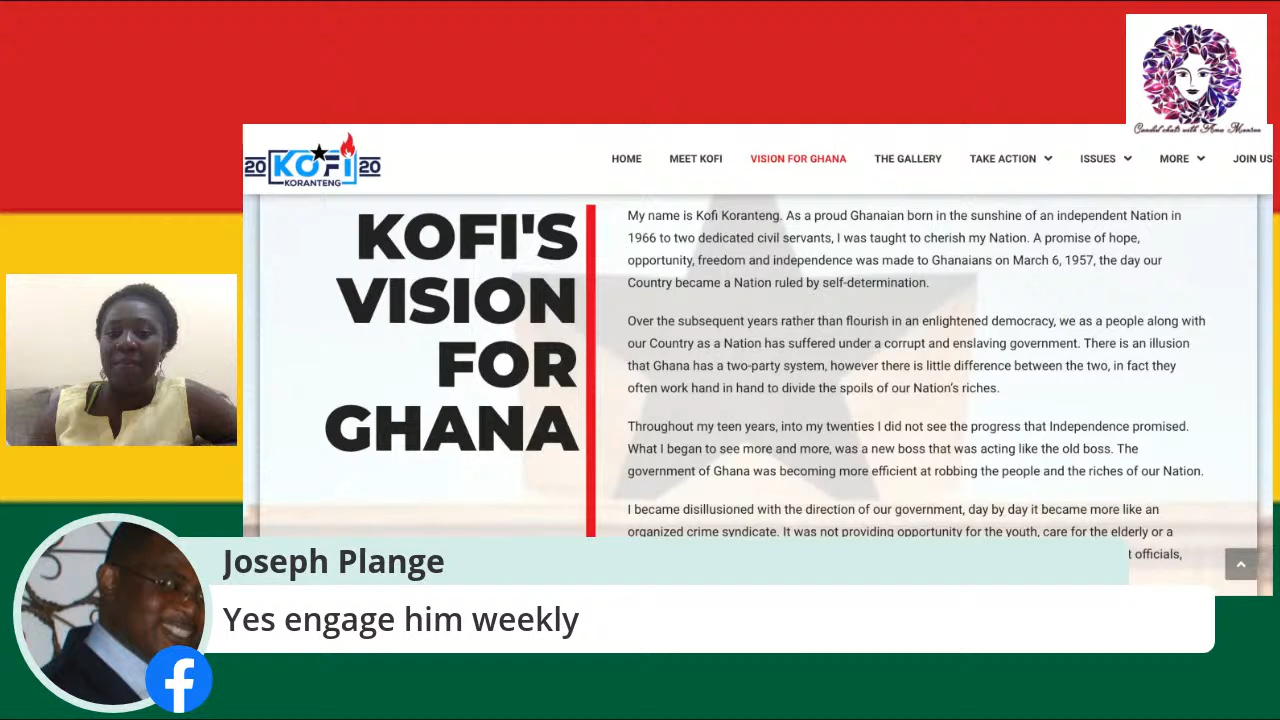 Candid chats with Ama Monroe
20 KOFI 20
KORANTENG
HOME MEET KOFI VISION FOR GHANA THE GALLERY TAKE ACTION ISSUES MORE JOIN US
KOFI'S
VISION
FOR
GHANA
My name is Kofi Koranteng. As a proud Ghanaian born in the sunshine of an independent Nation in
1966 to two dedicated civil servants, I was taught to cherish my Nation. A promise of hope,
opportunity, freedom and independence was made to Ghanaians on March 6, 1957, the day our
Country became a Nation ruled by self-determination.
Over the subsequent years rather than flourish in an enlightened democracy, we as a people along with
our Country as a Nation has suffered under a corrupt and enslaving government. There is an illusion
that Ghana has a two-party system, however there is little difference between the two, in fact they
often work hand in hand to divide the spoils of our Nation's riches.
Throughout my teen years, into my twenties I did not see the progress that Independence promised.
What I began to see more and more, was a new boss that was acting like the old boss. The
government of Ghana was becoming more efficient at robbing the people and the riches of our Nation.
I became disillusioned with the direction of our government, day by day it became more like an
organized crime syndicate. It was not providing opportunity for the youth, care for the elderly or a
t officials,
Joseph Plange
Yes engage him weekly